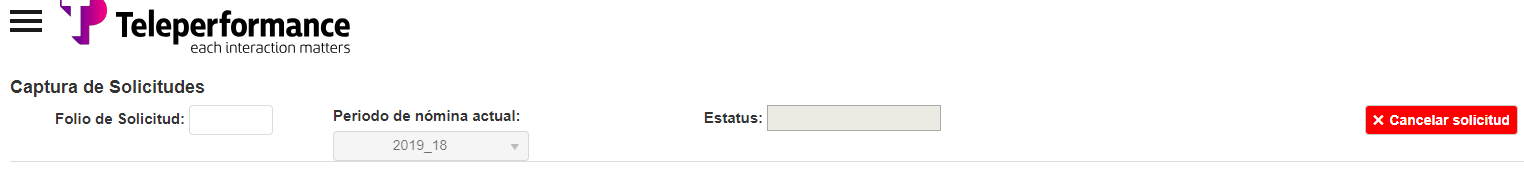 Teleperformance
each interaction matters
Captura de Solicitudes
Folio de Solicitud:
Periodo de nómina actual:
2019_18
Estatus:
✕ Cancelar solicitud